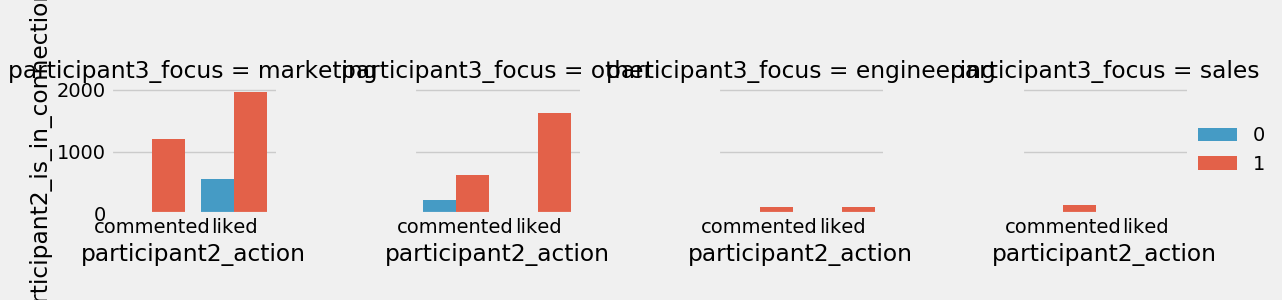 participant3_focus = marketing
participant3_focus = other
participant3_focus = engineering
participant3_focus = sales
rticipant2_is_in_connection
2000
1000
0
commented liked
commented liked
commented liked
commented liked
participant2_action
participant2_action
participant2_action
participant2_action
0
1